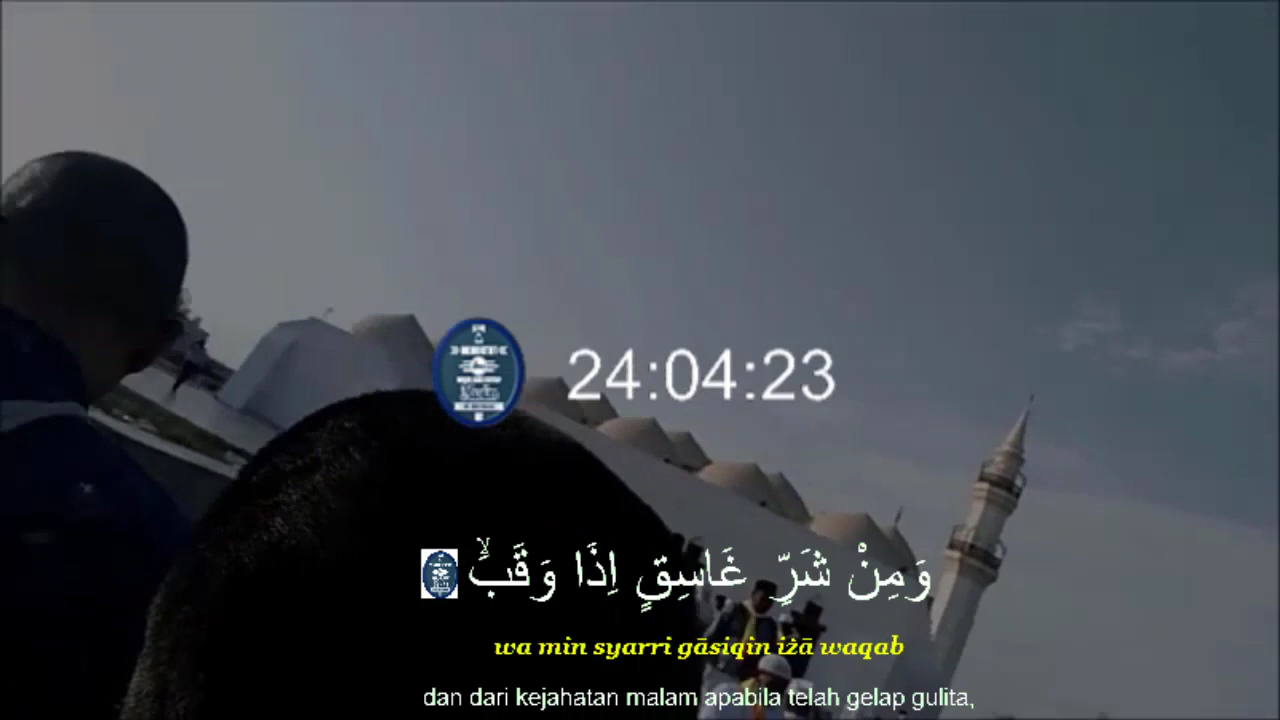 24:04:23
وَمِنْ شَرِّ غَاسِقٍ اِذَا وَقَبَۙ
wa min syarri gāsiqin iżā waqab
dan dari kejahatan malam apabila telah gelap gulita,